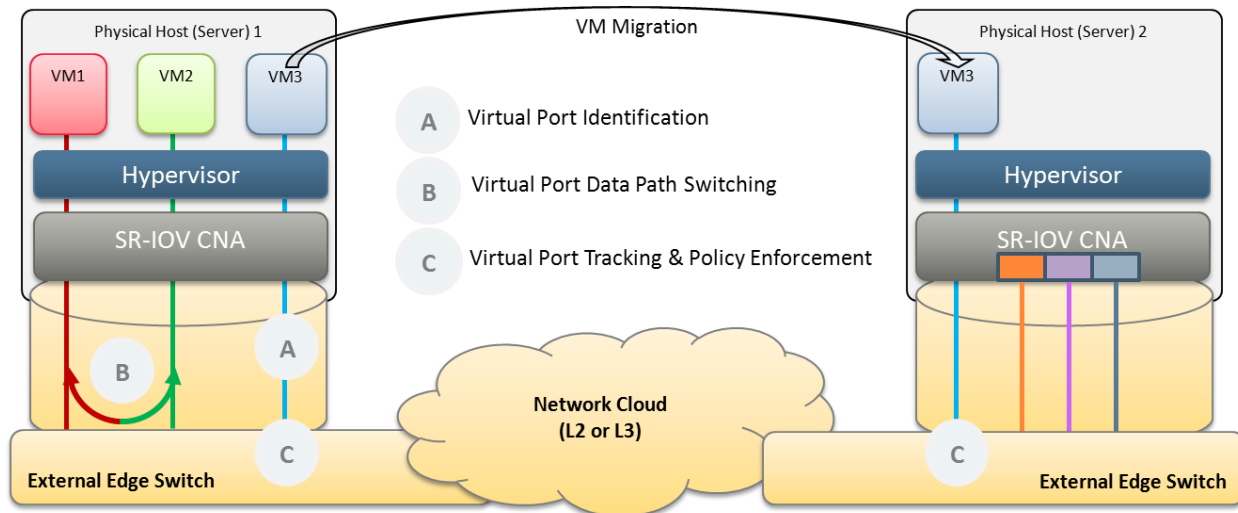 Physical Host (Server) 1
VM Migration
Physical Host (Server) 2
VM1
VM2
VM3
VM3
A
Virtual Port Identification
Hypervisor
Hypervisor
B
Virtual Port Data Path Switching
SR-IOV CNA
SR-IOV CNA
C
Virtual Port Tracking & Policy Enforcement
A
B
Network Cloud
(L2 or L3)
C
C
External Edge Switch
External Edge Switch